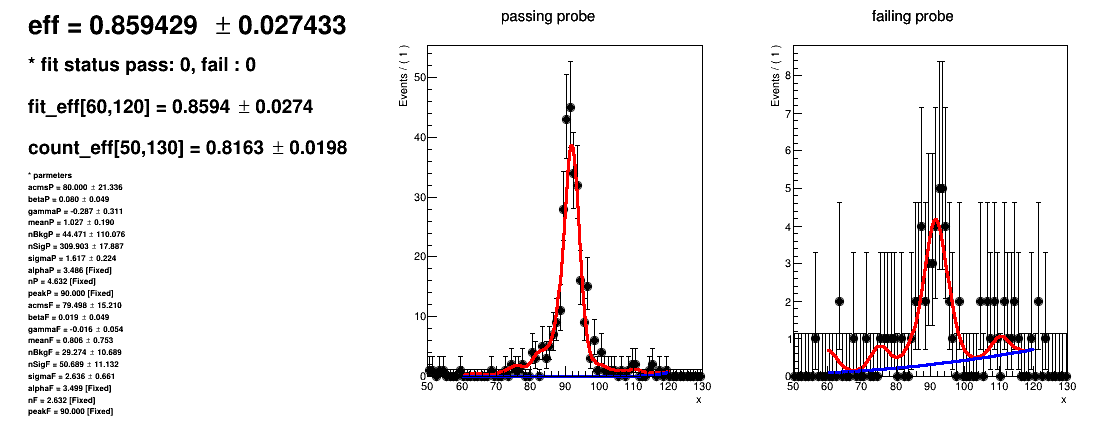 eff = 0.859429 ± 0.027433
* fit status pass: 0, fail : 0
fit_eff[60,120] = 0.8594 ± 0.0274
count_eff[50,130] = 0.8163 ± 0.0198
* parmeters
acmsP = 80.000 ± 21.336
betaP = 0.080 ± 0.049
gammaP = -0.287 ± 0.311
meanP = 1.027 ± 0.190
nBkgP = 44.471 ± 110.076
nSigP = 309.903 ± 17.887
sigmaP = 1.617 ± 0.224
alphaP = 3.486 [Fixed]
nP = 4.632 [Fixed]
peakP = 90.000 [Fixed]
acmsF = 79.498 ± 15.210
betaF = 0.019 ± 0.049
gammaF = -0.016 ± 0.054
meanF = 0.806 ± 0.753
nBkgF = 29.274 ± 10.689
nSigF = 50.689 ± 11.132
sigmaF = 2.636 ± 0.661
alphaF = 3.499 [Fixed]
nF = 2.632 [Fixed]
peakF = 90.000 [Fixed]
passing probe
Events / ( 1 )
50
40
30
20
10
0
50 60 70 80 90 100 110 120 130
x
failing probe
Events / ( 1 )
8
7
6
5
4
3
2
1
0
50 60 70 80 90 100 110 120 130
x